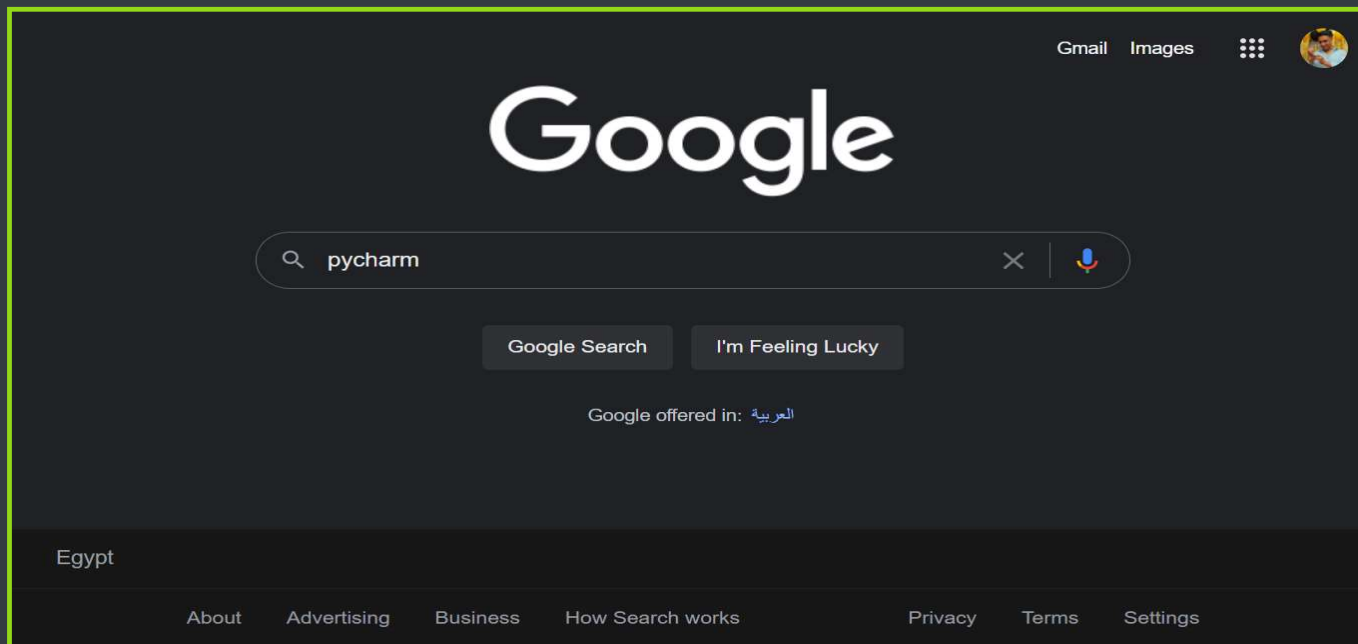 Gmail Images
Google
pycharm
Google Search I'm Feeling Lucky
Google offered in: العربية
Egypt
About Advertising Business How Search works Privacy Terms Settings